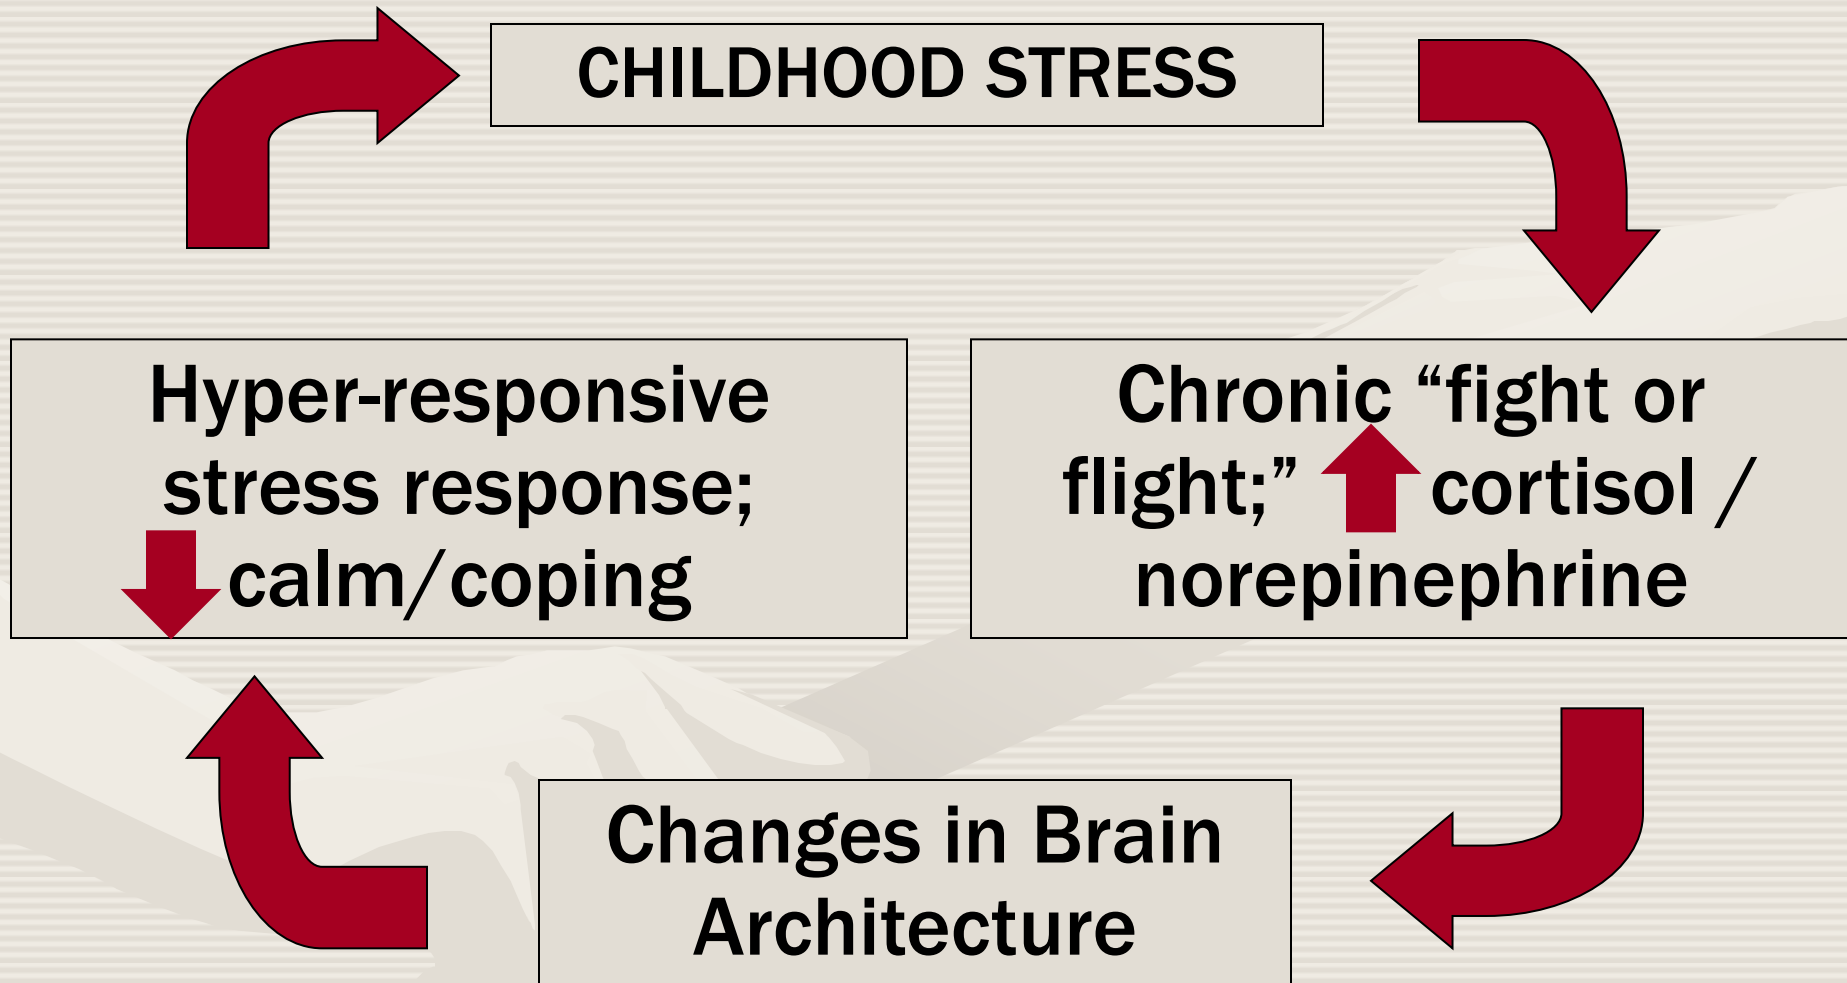 CHILDHOOD STRESS
Hyper-responsive
stress response;
calm/coping
Chronic “fight or
flight;” cortisol /
norepinephrine
Changes in Brain
Architecture